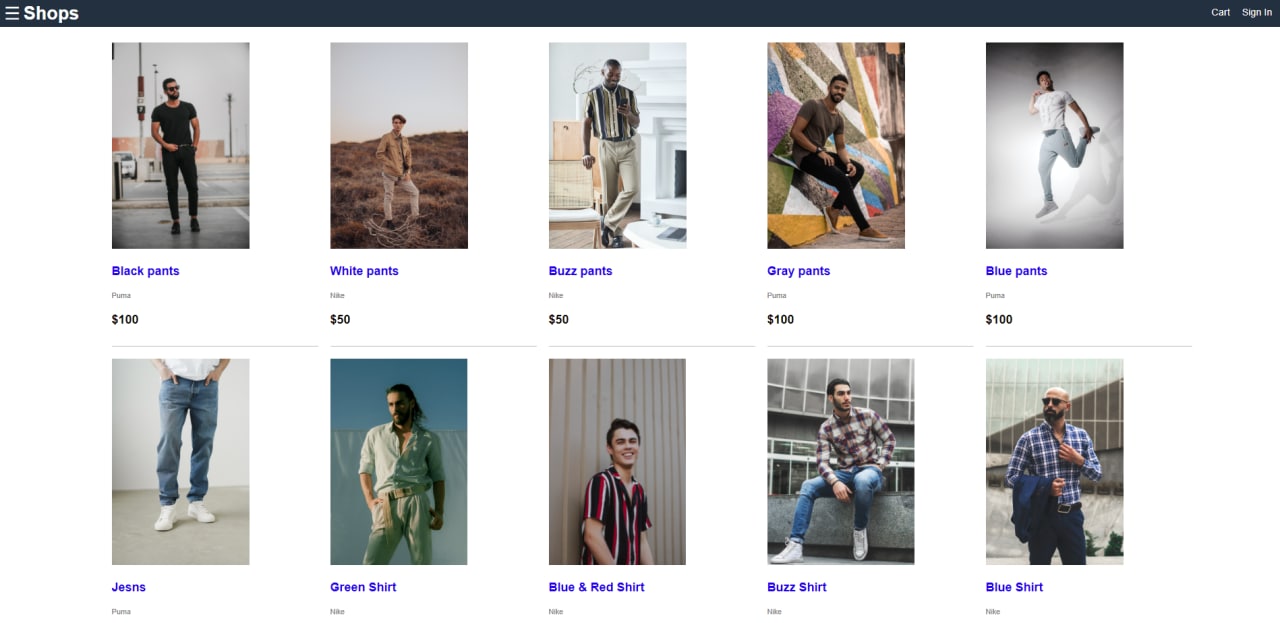 ☰ Shops
Cart Sign In
Black pants
Puma
$100
White pants
Nike
$50
Buzz pants
Nike
$50
Gray pants
Puma
$100
Blue pants
Puma
$100
Jesns
Puma
Green Shirt
Nike
Blue & Red Shirt
Nike
Buzz Shirt
Nike
Blue Shirt
Nike